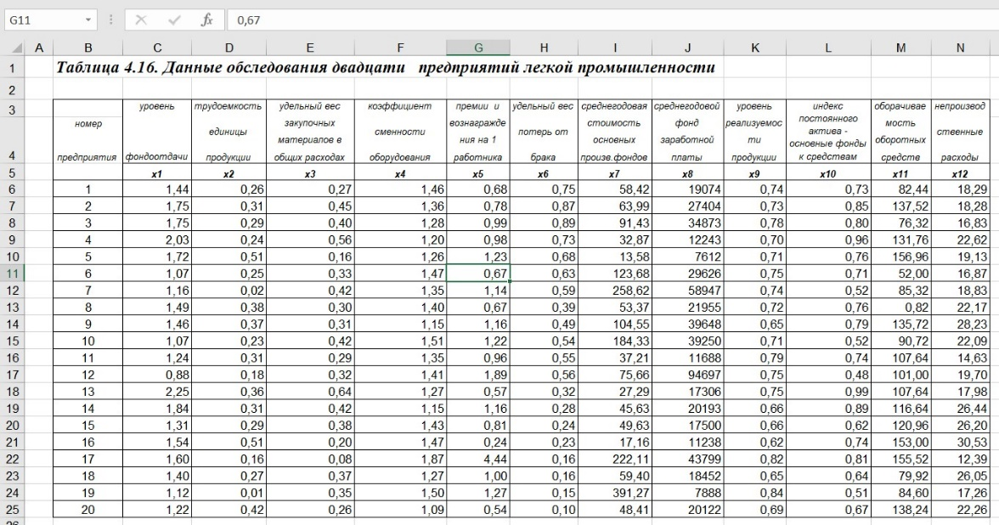 G11 fx 0,67
A B C D E F G H I J K L M N
1 Таблица 4.16. Данные обследования двадцати предприятий легкой промышленности
2
3 уровень трудоемкость удельный вес коэффициент премии и удельный вес среднегодовая среднегодовой уровень индекс оборачивае непроизвод
номер единицы закупочных сменности вознагражде потерь от стоимость фонд реализуемос постоянного мость ственные
материалов в ния на 1 основных заработной ти актива - оборотных
основные фонды
4 предприятия фондоотдачи продукции общих расходах оборудования работника брака произв.фондов платы продукции к средствам средств расходы
5 x1 x2 x3 x4 x5 x6 x7 x8 x9 x10 x11 x12
6 1 1,44 0,26 0,27 1,46 0,68 0,75 58,42 19074 0,74 0,73 82,44 18,29
7 2 1,75 0,31 0,45 1,36 0,78 0,87 63,99 27404 0,73 0,85 137,52 18,28
8 3 1,75 0,29 0,40 1,28 0,99 0,89 91,43 34873 0,78 0,80 76,32 16,83
9 4 2,03 0,24 0,56 1,20 0,98 0,73 32,87 12243 0,70 0,96 131,76 22,62
10 5 1,72 0,51 0,16 1,26 1,23 0,68 13,58 7612 0,71 0,76 156,96 19,13
11 6 1,07 0,25 0,33 1,47 0,67 0,63 123,68 29626 0,75 0,71 52,00 16,87
12 7 1,16 0,02 0,42 1,35 1,14 0,59 258,62 58947 0,74 0,52 85,32 18,83
13 8 1,49 0,38 0,30 1,40 0,67 0,39 53,37 21955 0,72 0,76 0,82 22,17
14 9 1,46 0,37 0,31 1,15 1,16 0,49 104,55 39648 0,65 0,79 135,72 28,23
15 10 1,07 0,23 0,42 1,51 1,22 0,54 184,33 39250 0,71 0,52 90,72 22,09
16 11 1,24 0,31 0,29 1,35 0,96 0,55 37,21 11688 0,79 0,74 107,64 14,63
17 12 0,88 0,18 0,32 1,41 1,89 0,56 75,66 94697 0,75 0,48 101,00 19,70
18 13 2,25 0,36 0,64 1,27 0,57 0,32 27,29 17306 0,75 0,99 107,64 17,98
19 14 1,84 0,31 0,42 1,15 1,16 0,28 45,63 20193 0,66 0,89 116,64 26,44
20 15 1,31 0,29 0,38 1,43 0,81 0,24 49,63 17500 0,66 0,62 120,96 26,20
21 16 1,54 0,51 0,20 1,47 0,24 0,23 17,16 11238 0,62 0,74 153,00 30,53
22 17 1,60 0,16 0,08 1,87 4,44 0,16 222,11 43799 0,82 0,81 155,52 12,39
23 18 1,40 0,27 0,37 1,27 1,00 0,16 59,40 18452 0,65 0,64 79,92 26,05
24 19 1,12 0,01 0,35 1,50 1,27 0,15 391,27 7888 0,84 0,51 84,60 17,26
25 20 1,22 0,42 0,26 1,09 0,54 0,10 48,41 20122 0,69 0,67 138,24 22,26